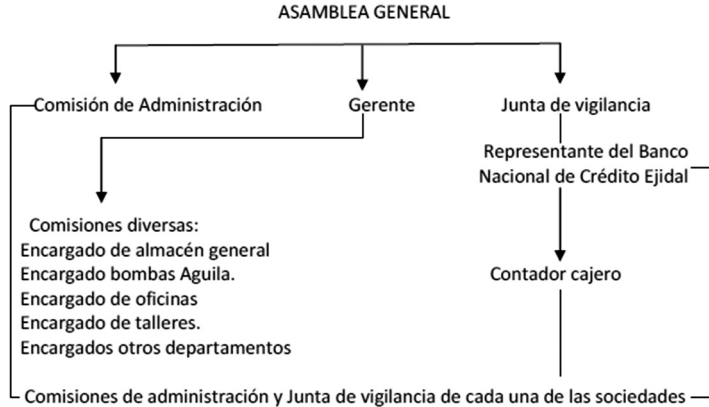 ASAMBLEA GENERAL
Comisión de Administración
Gerente
Junta de vigilancia
Representante del Banco
Nacional de Crédito Ejidal
Comisiones diversas:
Encargado de almacén general
Encargado bombas Aguila.
Encargado de oficinas
Encargado de talleres.
Encargados otros departamentos
Contador cajero
Comisiones de administración y Junta de vigilancia de cada una de las sociedades